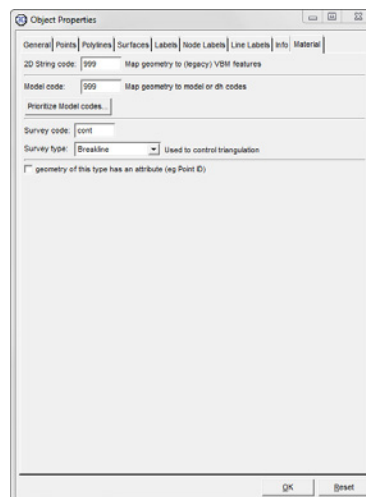 Object Properties
General Points Polylines Surfaces Labels Node Labels Line Labels Info Material
2D String code: 999 Map geometry to (legacy) VBM features
Model code: 999 Map geometry to model or dh codes
Prioritize Model codes...
Survey code: cont
Survey type: Breakline Used to control triangulation
geometry of this type has an attribute (eg Point ID)
OK Reset